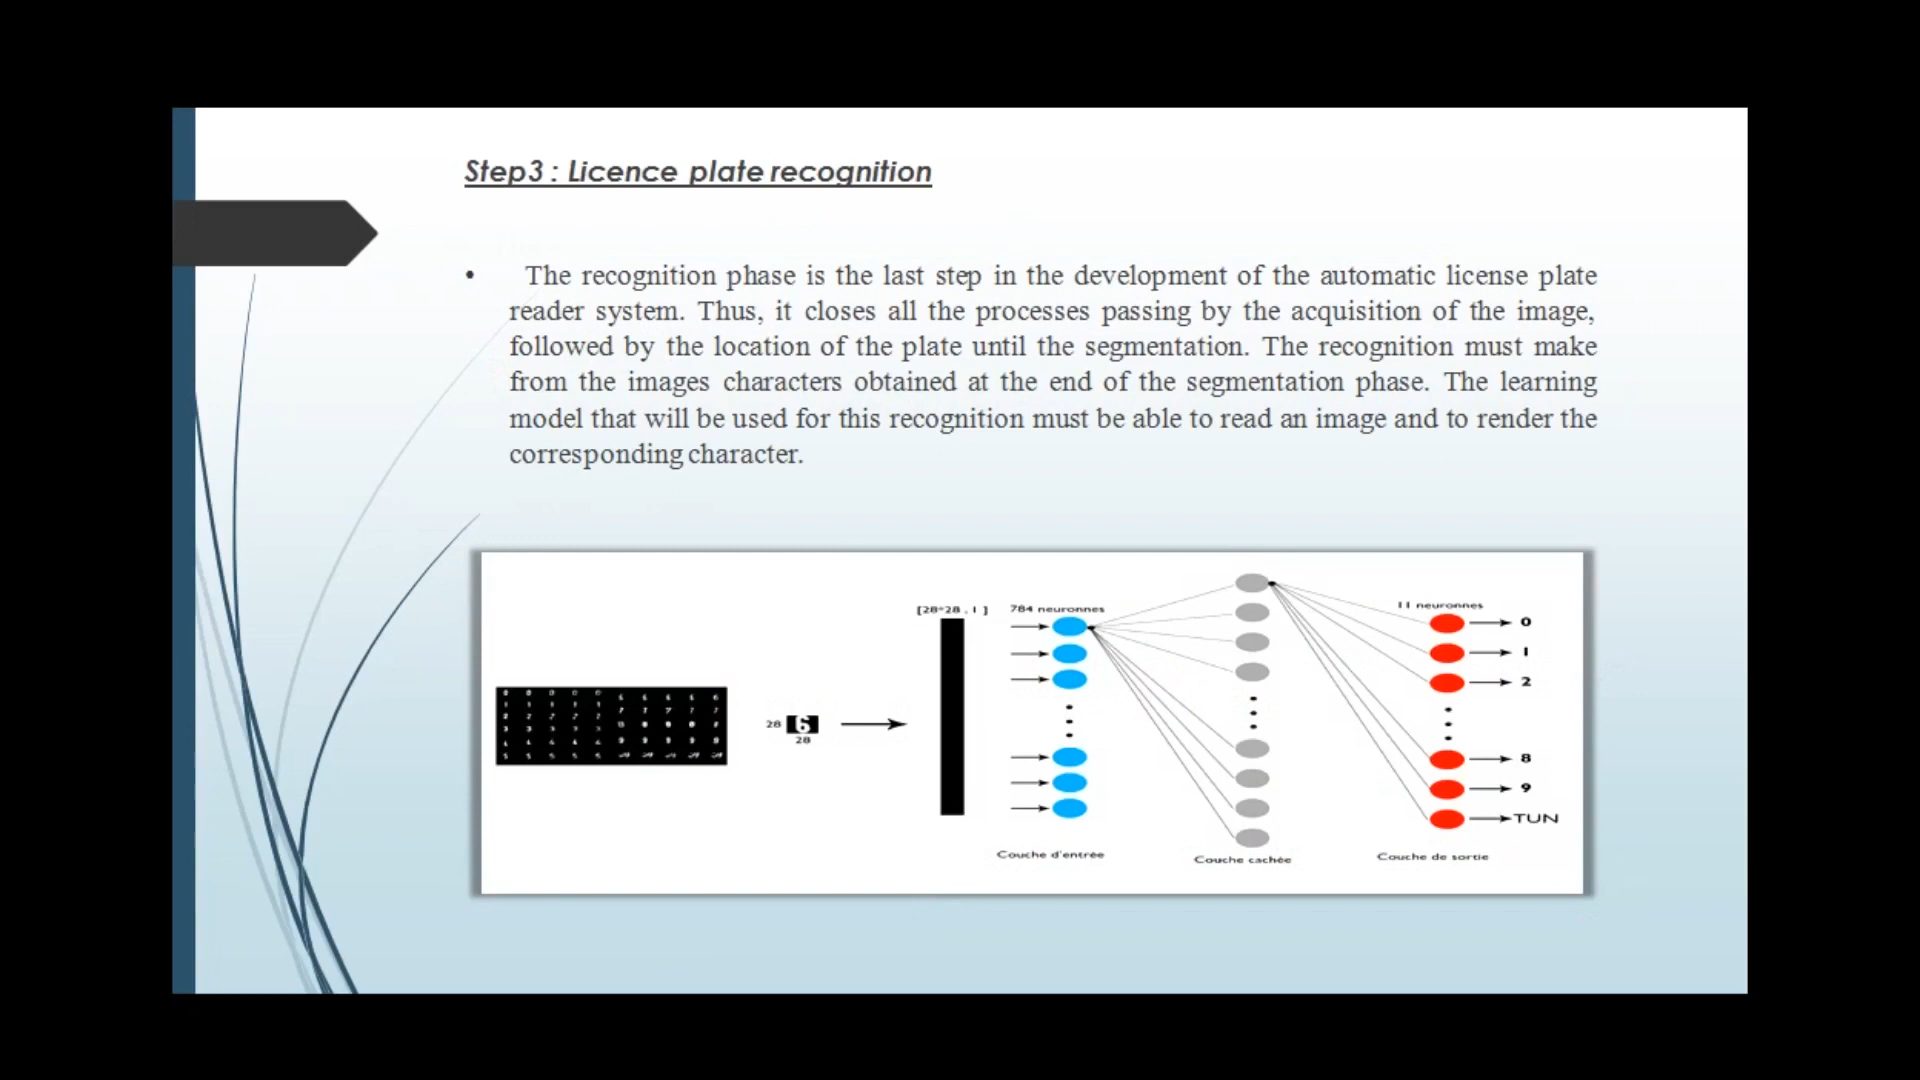 Step3 : Licence plate recognition
• The recognition phase is the last step in the development of the automatic license plate
reader system. Thus, it closes all the processes passing by the acquisition of the image,
followed by the location of the plate until the segmentation. The recognition must make
from the images characters obtained at the end of the segmentation phase. The learning
model that will be used for this recognition must be able to read an image and to render the
corresponding character.
[28*28 , 1 ] 784 neuronnes
11 neuronnes
0
1
2
28 6
28
8
9
TUN
Couche d'entrée
Couche cachée
Couche de sortie